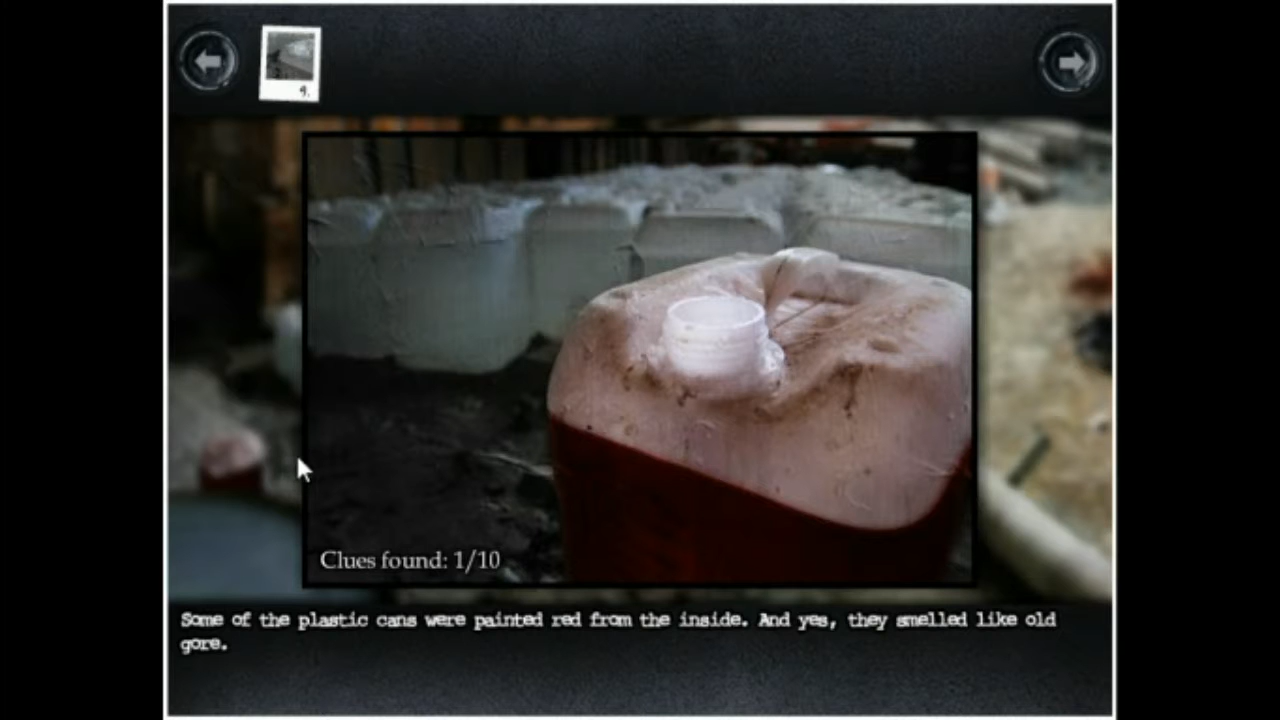 9.
Clues found: 1/10
Some of the plastic cans were painted red from the inside. And yes, they smelled like old
gore.